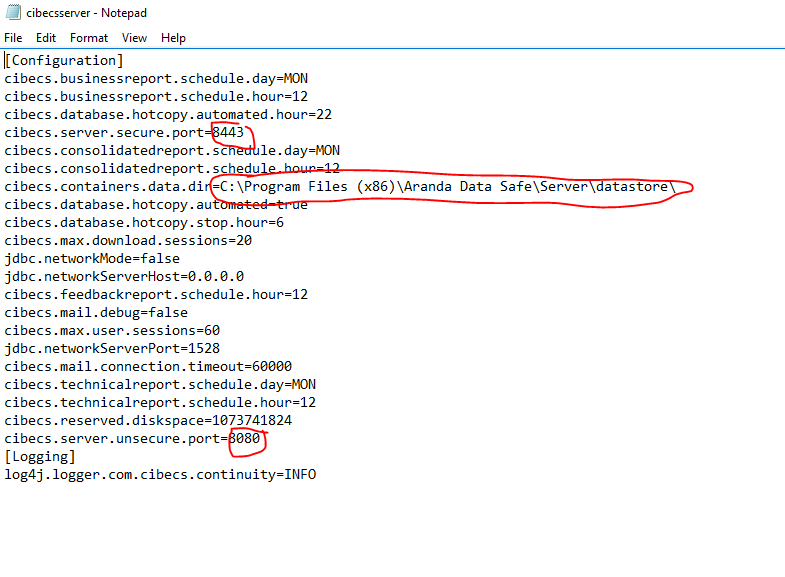 cibecsserver - Notepad
File Edit Format View Help
[Configuration]
cibecs.businessreport.schedule.day=MON
cibecs.businessreport.schedule.hour=12
cibecs.database.hotcopy.automated.hour=22
cibecs.server.secure.port=8443
cibecs.consolidatedreport.schedule.day=MON
cibecs.consolidatedreport.schedule.hour=12
cibecs.containers.data.dir=C:\Program Files (x86)\Aranda Data Safe\Server\datastore\
cibecs.database.hotcopy.automated=true
cibecs.database.hotcopy.stop.hour=6
cibecs.max.download.sessions=20
jdbc.networkMode=false
jdbc.networkServerHost=0.0.0.0
cibecs.feedbackreport.schedule.hour=12
cibecs.mail.debug=false
cibecs.max.user.sessions=60
jdbc.networkServerPort=1528
cibecs.mail.connection.timeout=60000
cibecs.technicalreport.schedule.day=MON
cibecs.technicalreport.schedule.hour=12
cibecs.reserved.diskspace=1073741824
cibecs.server.unsecure.port=8080
[Logging]
log4j.logger.com.cibecs.continuity=INFO